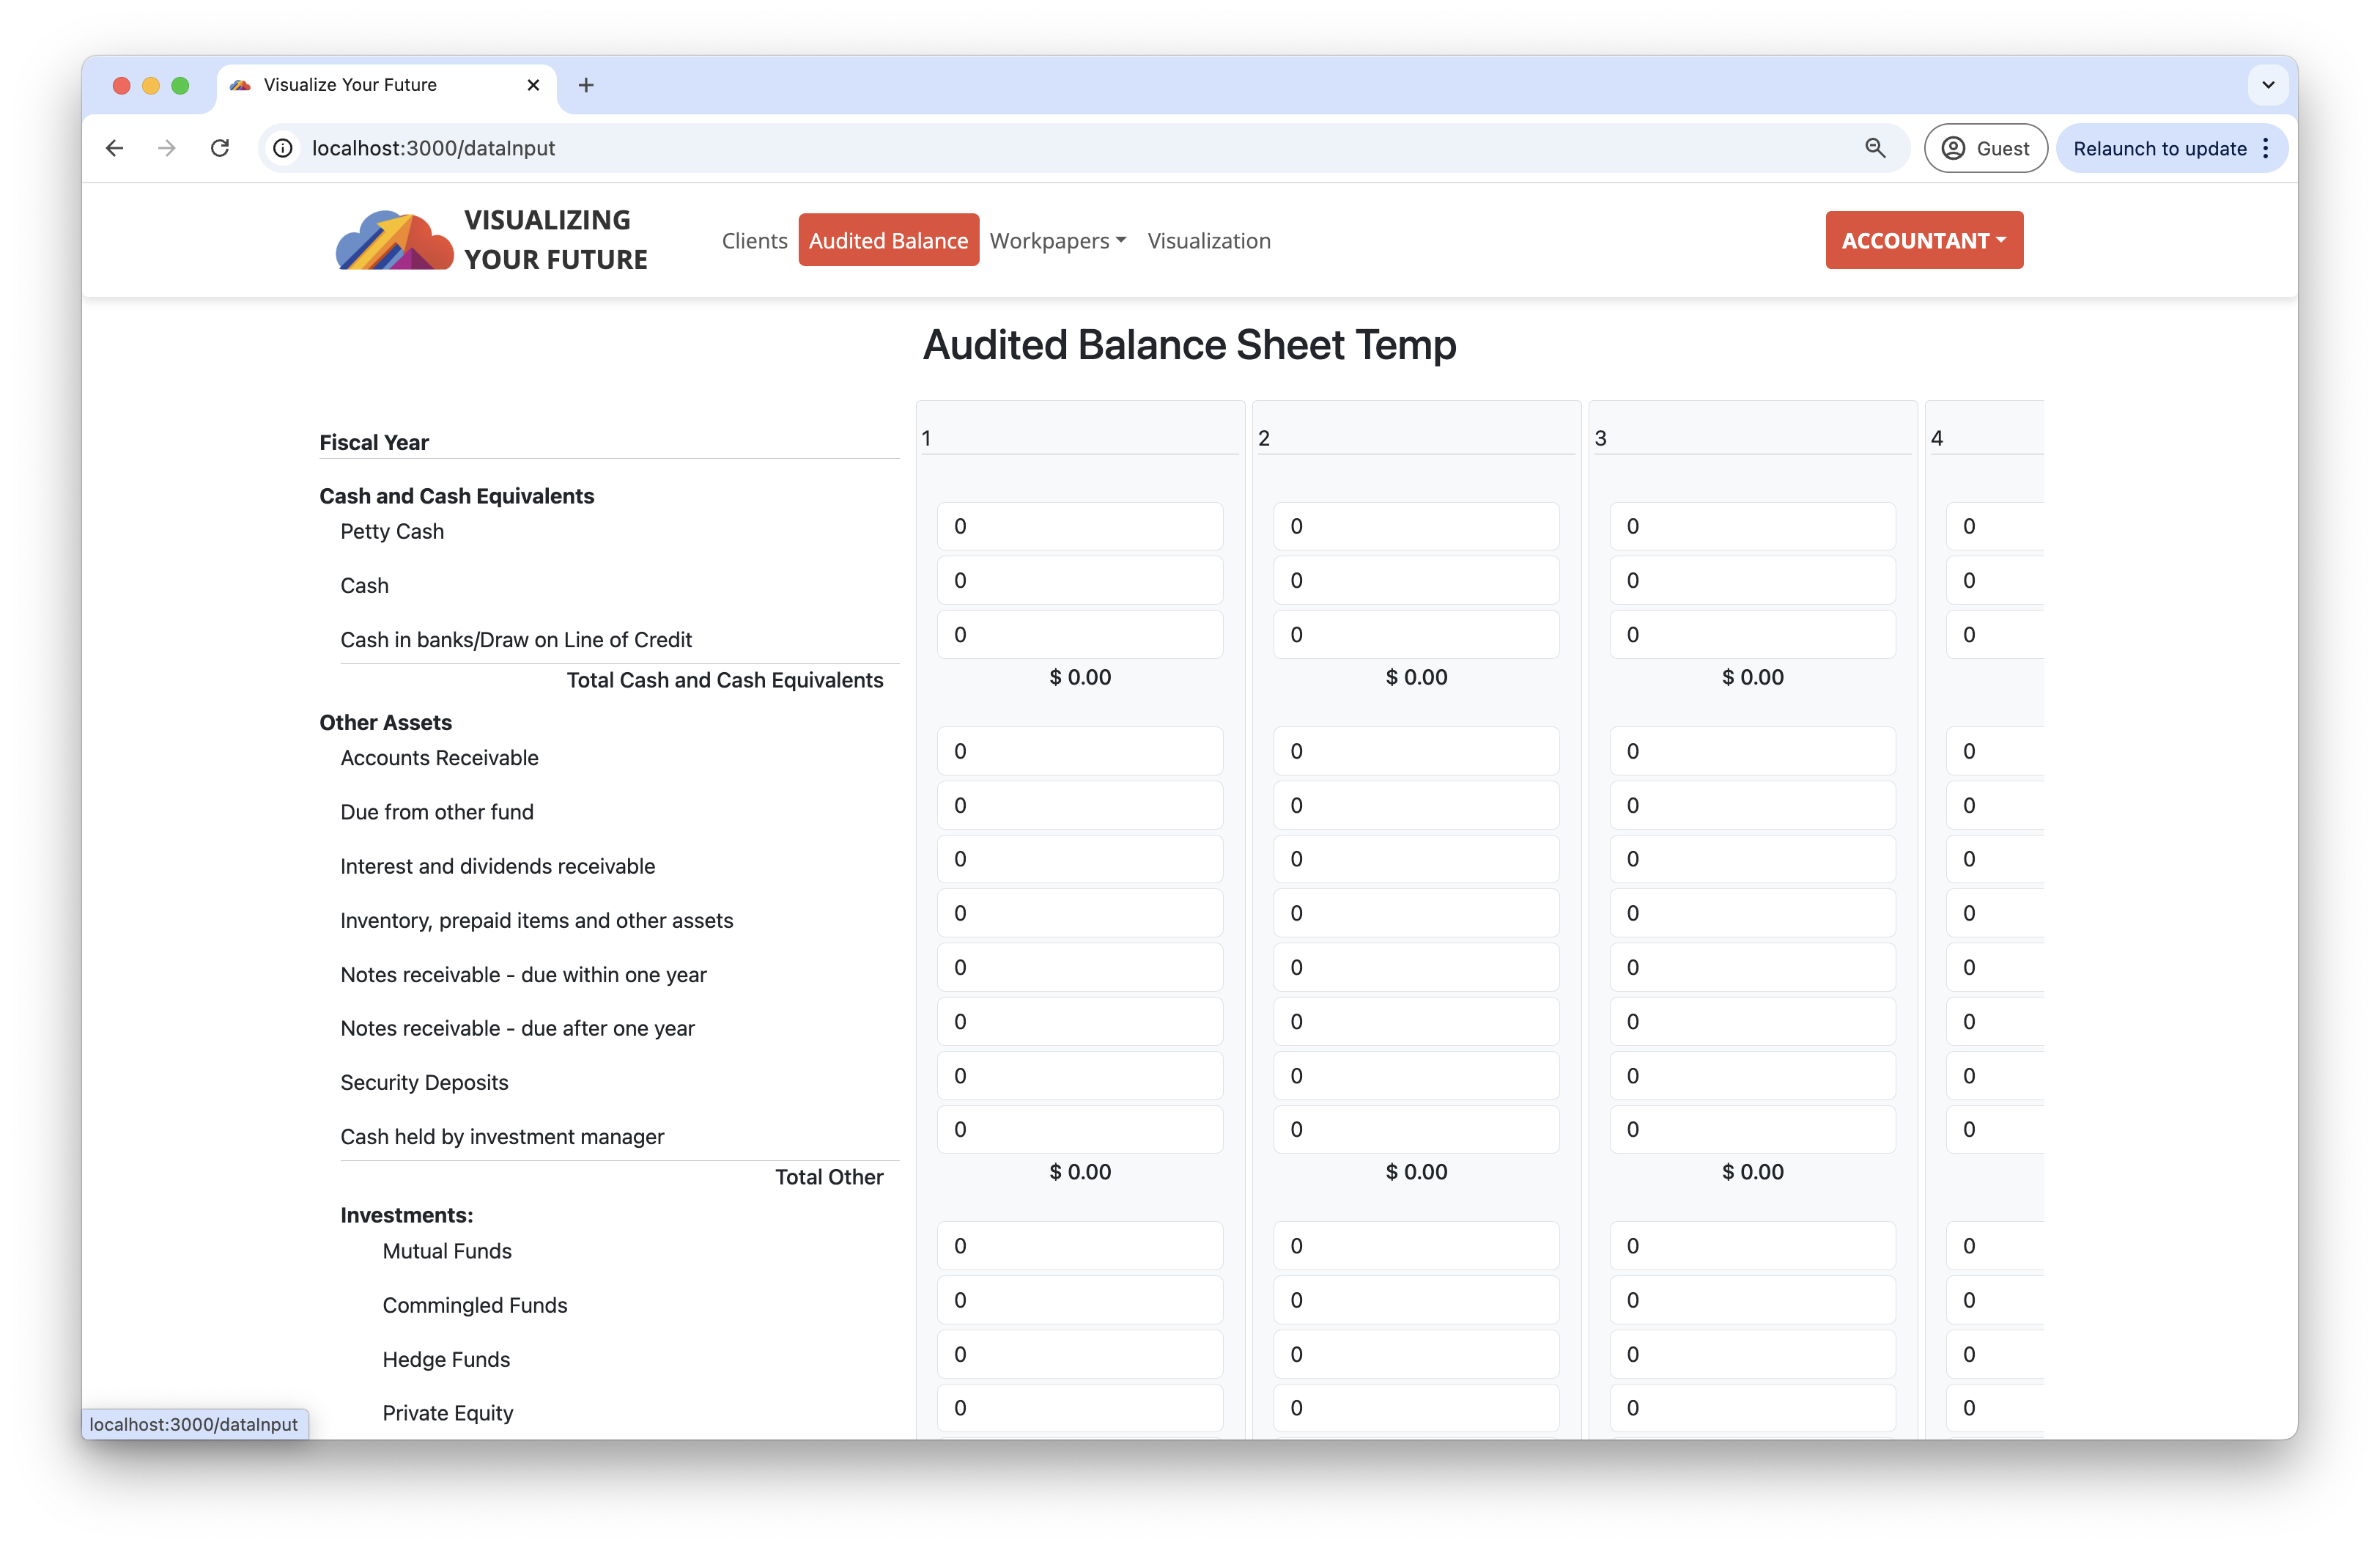 Visualize Your Future
localhost:3000/dataInput
Guest
Relaunch to update
VISUALIZING
YOUR FUTURE
Clients Audited Balance Workpapers Visualization
ACCOUNTANT
Audited Balance Sheet Temp
Fiscal Year 1 2 3 4
Cash and Cash Equivalents
Petty Cash 0 0 0 0
Cash 0 0 0 0
Cash in banks/Draw on Line of Credit 0 0 0 0
Total Cash and Cash Equivalents $ 0.00 $ 0.00 $ 0.00
Other Assets
Accounts Receivable 0 0 0 0
Due from other fund 0 0 0 0
Interest and dividends receivable 0 0 0 0
Inventory, prepaid items and other assets 0 0 0 0
Notes receivable - due within one year 0 0 0 0
Notes receivable - due after one year 0 0 0 0
Security Deposits 0 0 0 0
Cash held by investment manager 0 0 0 0
Total Other $ 0.00 $ 0.00 $ 0.00
Investments:
Mutual Funds 0 0 0 0
Commingled Funds 0 0 0 0
Hedge Funds 0 0 0 0
Private Equity 0 0 0 0
localhost:3000/dataInput